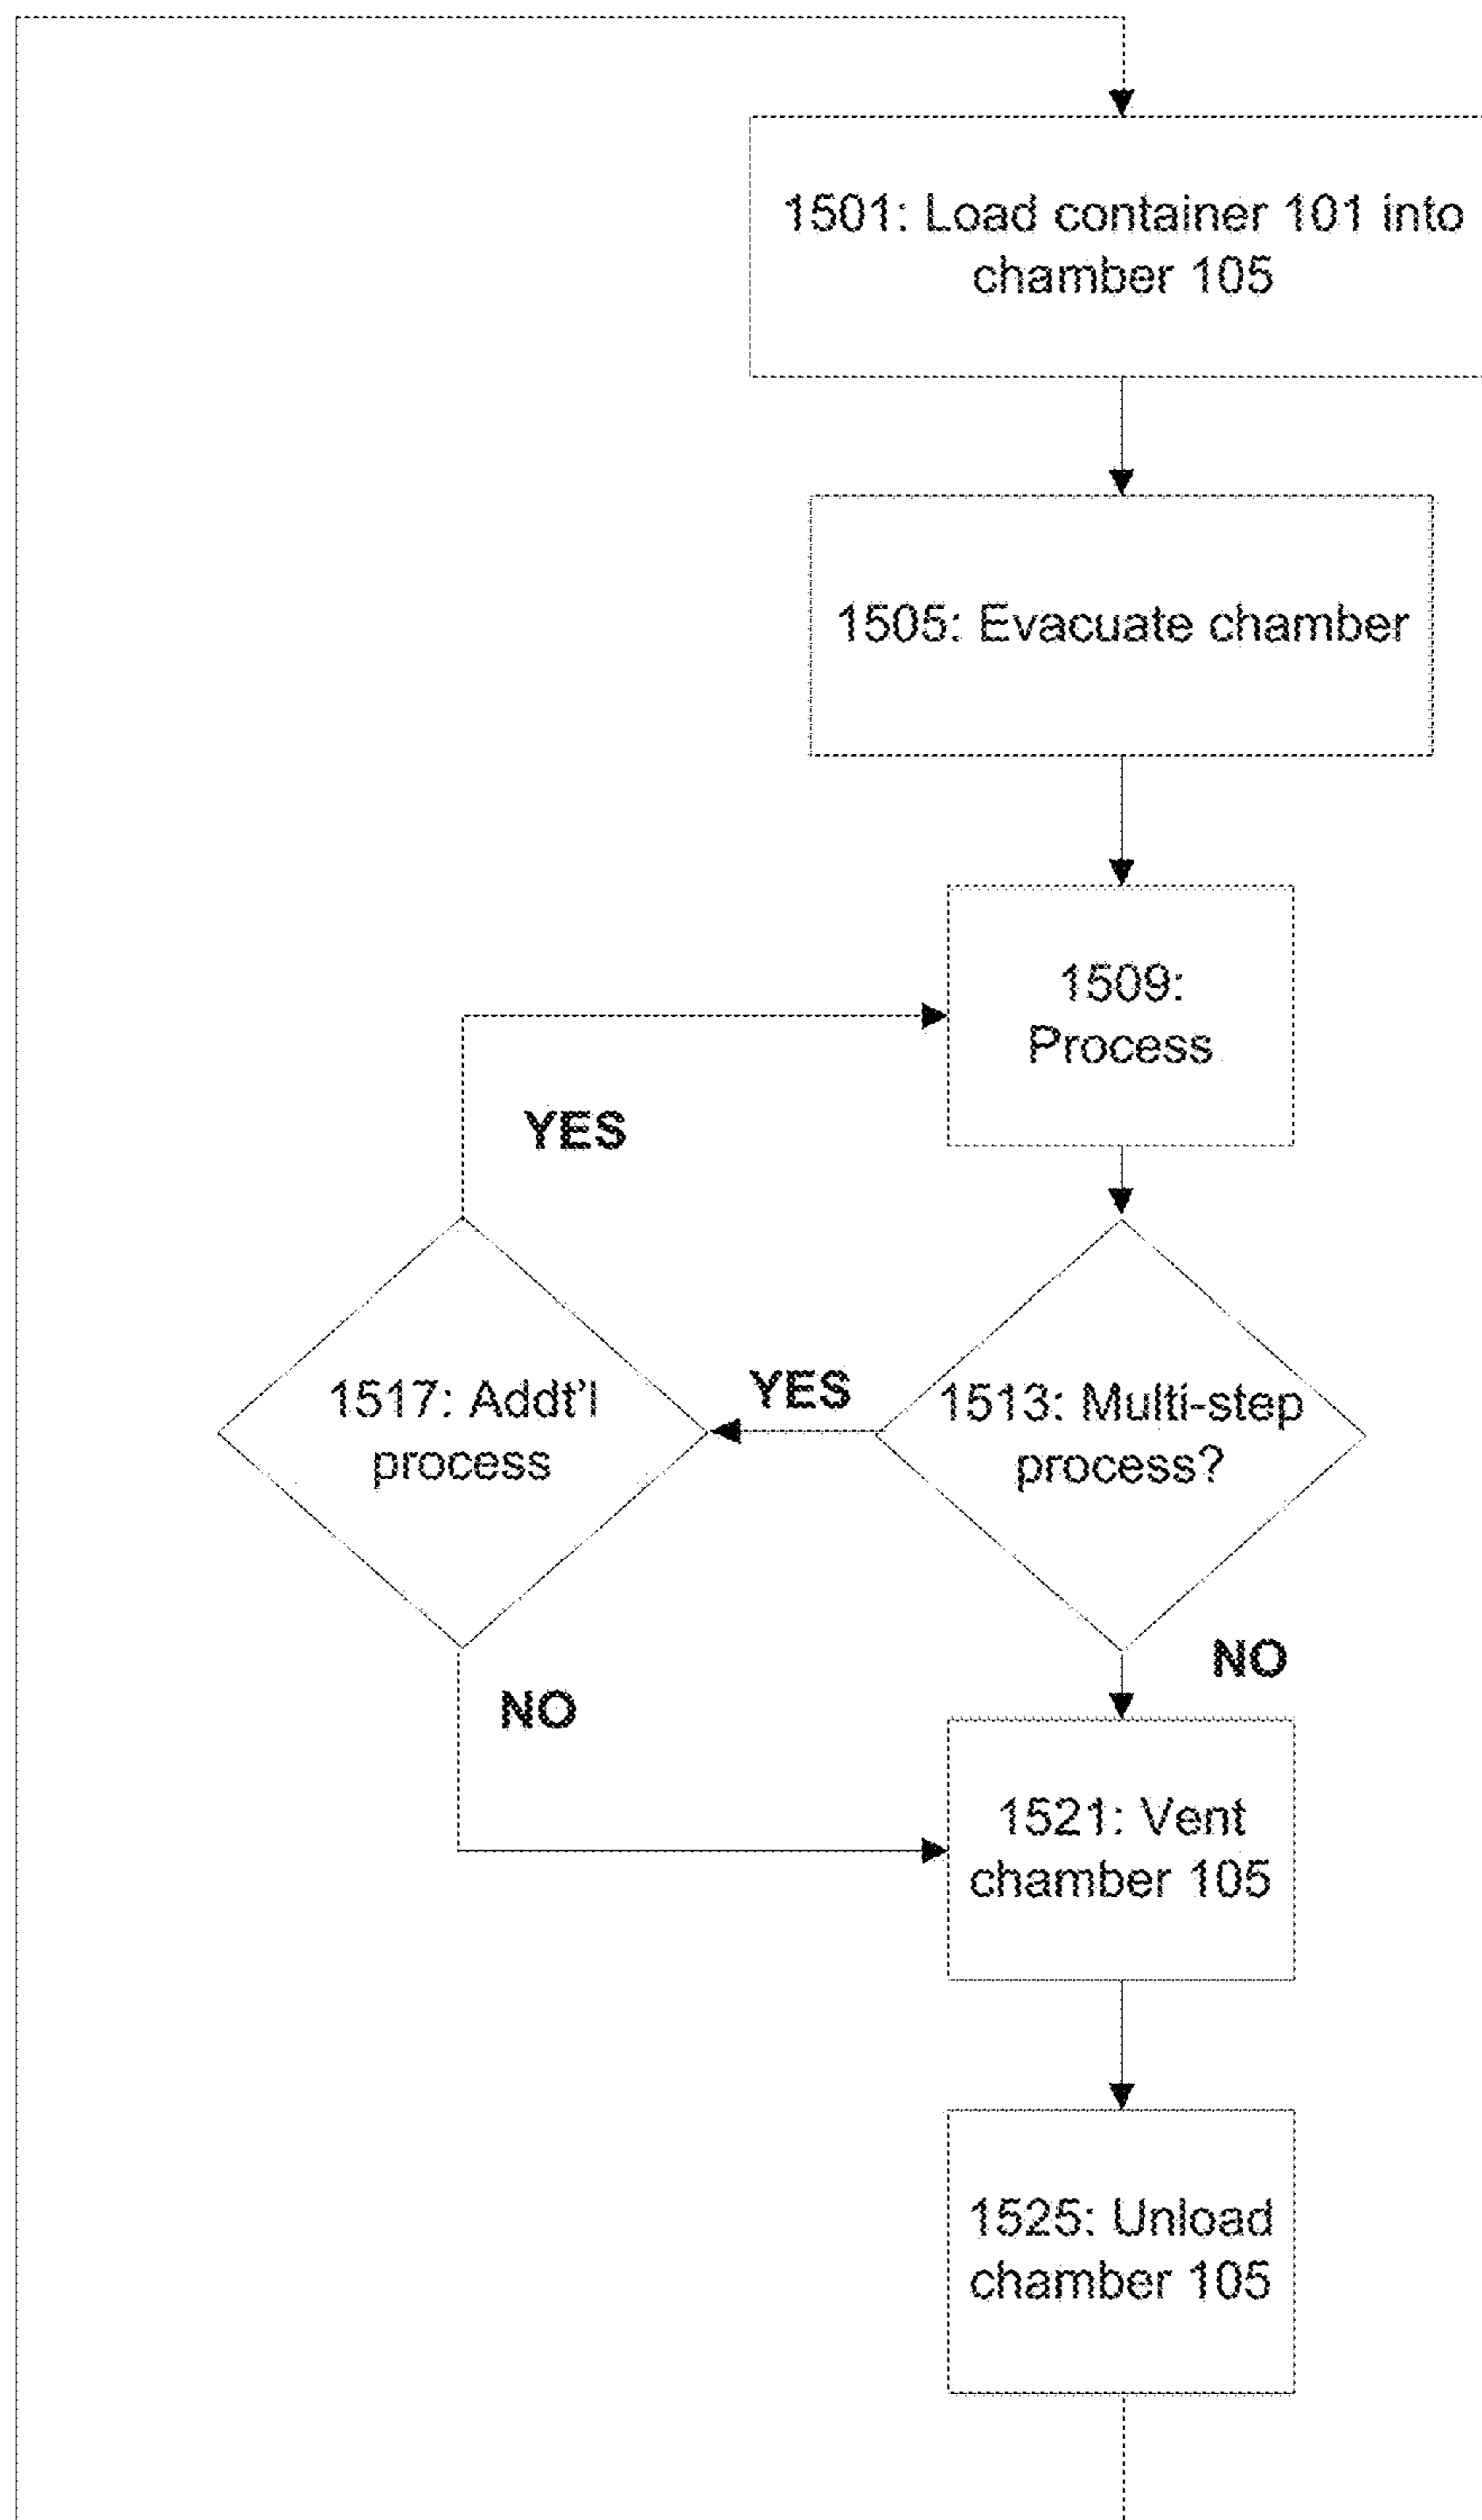 1501: Load container 101 into
chamber 105
1505: Evacuate chamber
1509:
Process
YES
1517: Addt'l
process
YES
1513: Multi-step
process?
NO
NO
1521: Vent
chamber 105
1525: Unload
chamber 105